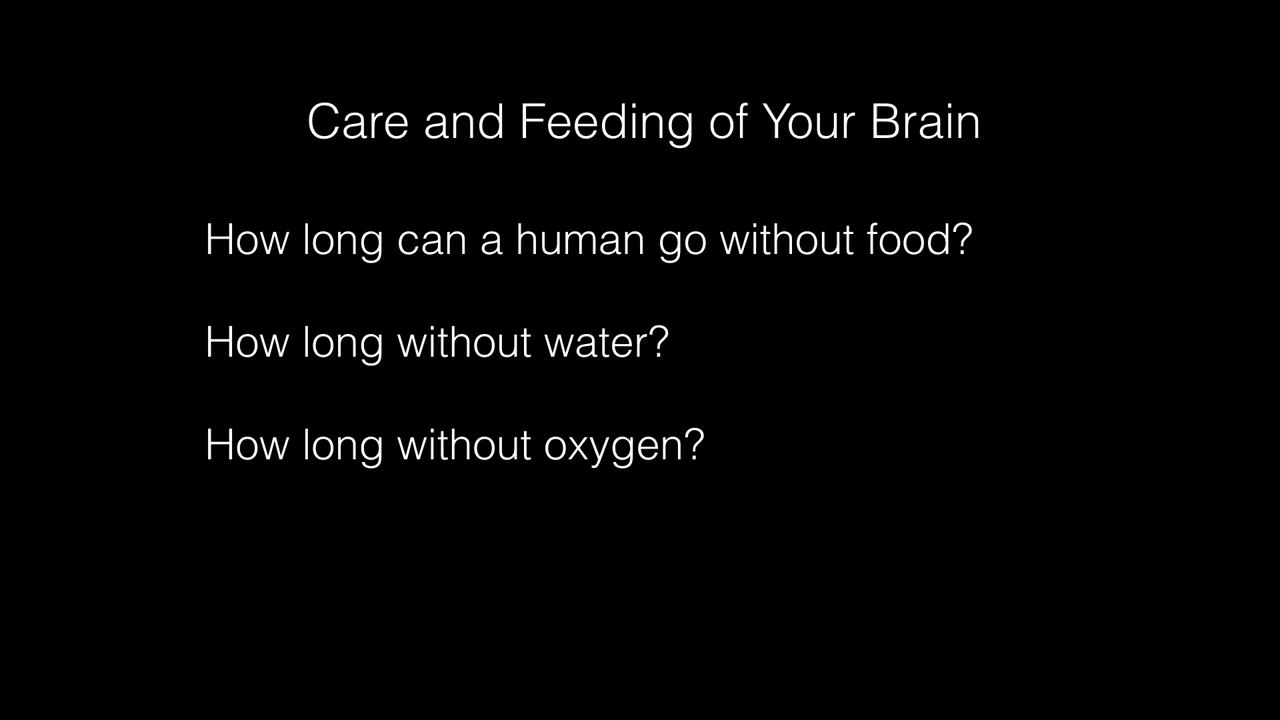 Care and Feeding of Your Brain
How long can a human go without food?
How long without water?
How long without oxygen?